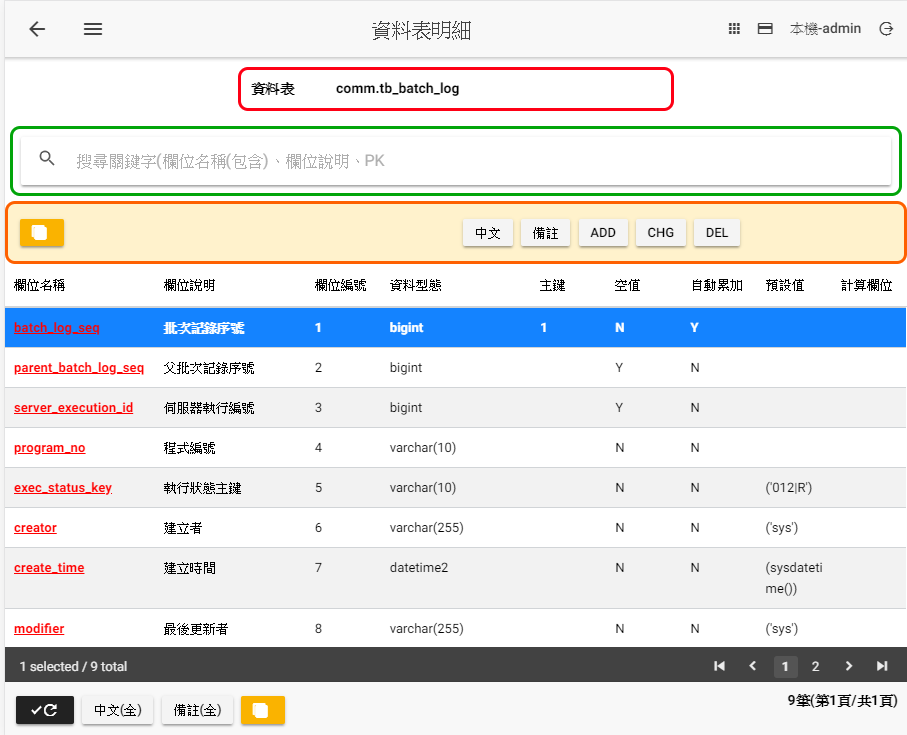 資料表明細
本機-admin
資料表 comm.tb_batch_log
搜尋關鍵字(欄位名稱(包含)、欄位說明、PK
中文 備註 ADD CHG DEL
欄位名稱 欄位說明 欄位編號 資料型態 主鍵 空值 自動累加 預設值 計算欄位
batch_log_seq 批次記錄序號 1 bigint 1 N Y
parent_batch_log_seq 父批次記錄序號 2 bigint Y N
server_execution_id 伺服器執行編號 3 bigint Y N
program_no 程式編號 4 varchar(10) N N
exec_status_key 執行狀態主鍵 5 varchar(10) N N ('012|R')
creator 建立者 6 varchar(255) N N ('sys')
create_time 建立時間 7 datetime2 N N (sysdateti
me())
modifier 最後更新者 8 varchar(255) N N ('sys')
1 selected / 9 total 1 2
中文(全) 備註(全) 9筆(第1頁/共1頁)